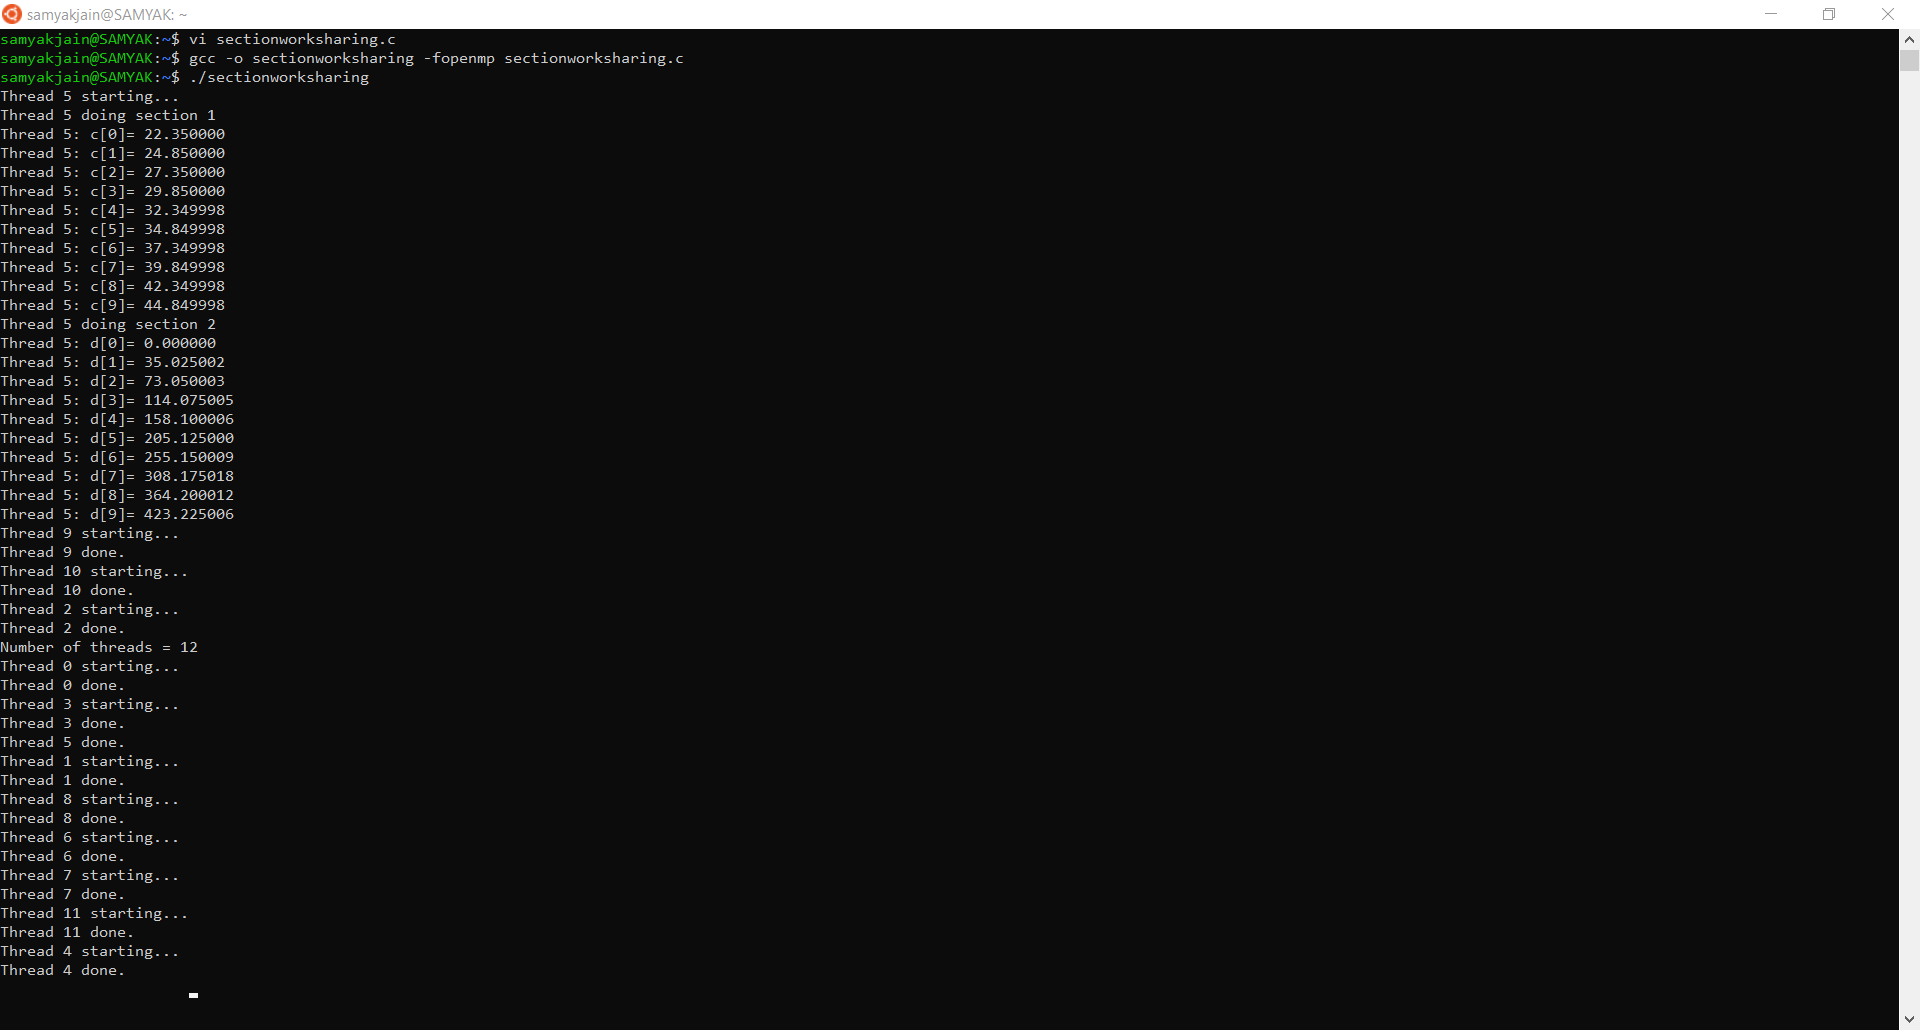 samyakjain@SAMYAK: ~
samyakjain@SAMYAK:~$ vi sectionworksharing.c
samyakjain@SAMYAK:~$ gcc -o sectionworksharing -fopenmp sectionworksharing.c
samyakjain@SAMYAK:~$ ./sectionworksharing
Thread 5 starting...
Thread 5 doing section 1
Thread 5: c[0]= 22.350000
Thread 5: c[1]= 24.850000
Thread 5: c[2]= 27.350000
Thread 5: c[3]= 29.850000
Thread 5: c[4]= 32.349998
Thread 5: c[5]= 34.849998
Thread 5: c[6]= 37.349998
Thread 5: c[7]= 39.849998
Thread 5: c[8]= 42.349998
Thread 5: c[9]= 44.849998
Thread 5 doing section 2
Thread 5: d[0]= 0.000000
Thread 5: d[1]= 35.025002
Thread 5: d[2]= 73.050003
Thread 5: d[3]= 114.075005
Thread 5: d[4]= 158.100006
Thread 5: d[5]= 205.125000
Thread 5: d[6]= 255.150009
Thread 5: d[7]= 308.175018
Thread 5: d[8]= 364.200012
Thread 5: d[9]= 423.225006
Thread 9 starting...
Thread 9 done.
Thread 10 starting...
Thread 10 done.
Thread 2 starting...
Thread 2 done.
Number of threads = 12
Thread 0 starting...
Thread 0 done.
Thread 3 starting...
Thread 3 done.
Thread 5 done.
Thread 1 starting...
Thread 1 done.
Thread 8 starting...
Thread 8 done.
Thread 6 starting...
Thread 6 done.
Thread 7 starting...
Thread 7 done.
Thread 11 starting...
Thread 11 done.
Thread 4 starting...
Thread 4 done.